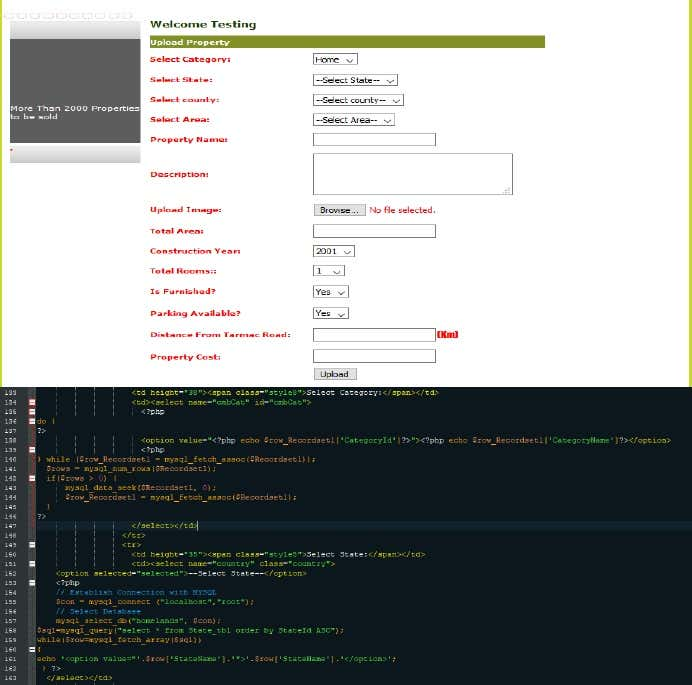 Welcome Testing
Upload Property
Select Category:
Home
Select State:
--Select State--
Select county:
--Select county--
Select Area:
--Select Area--
More Than 2000 Properties
to be sold
Property Name:
Description:
Upload Image:
Browse... No file selected.
Total Area:
Construction Year:
2001
Total Rooms::
1
Is Furnished?
Yes
Parking Available?
Yes
Distance From Tarmac Road:
(Km)
Property Cost:
Upload
133 <td height="38"><span class="style8">Select Category:</span></td>
134 <td><select name="cmbCat" id="cmbCat">
135 <?php
136 do {
137 ?>
138 <option value="<?php echo $row_Recordset1['CategoryId']?>"><?php echo $row_Recordset1['CategoryName']?></option>
139 <?php
140 } while ($row_Recordset1 = mysql_fetch_assoc($Recordset1));
141 $rows = mysql_num_rows($Recordset1);
142 if($rows > 0) {
143 mysql_data_seek($Recordset1, 0);
144 $row_Recordset1 = mysql_fetch_assoc($Recordset1);
145 }
146 ?>
147 </select></td>
148 </tr>
149 <tr>
150 <td height="35"><span class="style8">Select State:</span></td>
151 <td><select name="country" class="country">
152 <option selected="selected">--Select State--</option>
153 <?php
154 // Establish Connection with MYSQL
155 $con = mysql_connect ("localhost","root");
156 // Select Database
157 mysql_select_db("homelands", $con);
158 $sql=mysql_query("select * from State_tbl order by StateId ASC");
159 while($row=mysql_fetch_array($sql))
160 {
161 echo '<option value="'.$row['StateName'].'">'.$row['StateName'].'</option>';
162 } ?>
163 </select></td>